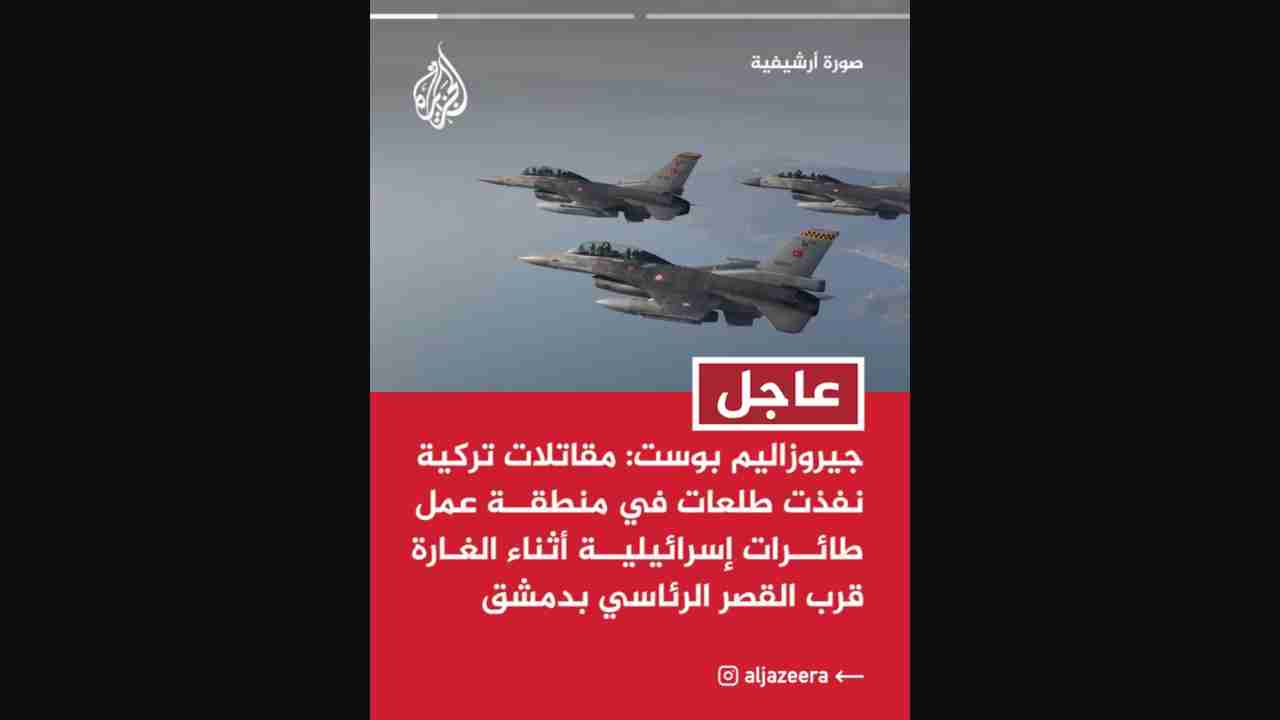 صورة أرشيفية
الجزيرة
عاجل
جيروزاليم بوست: مقاتلات تركية
نفذت طلعات في منطقة عمل
طائرات إسرائيلية أثناء الغارة
قرب القصر الرئاسي بدمشق
aljazeera